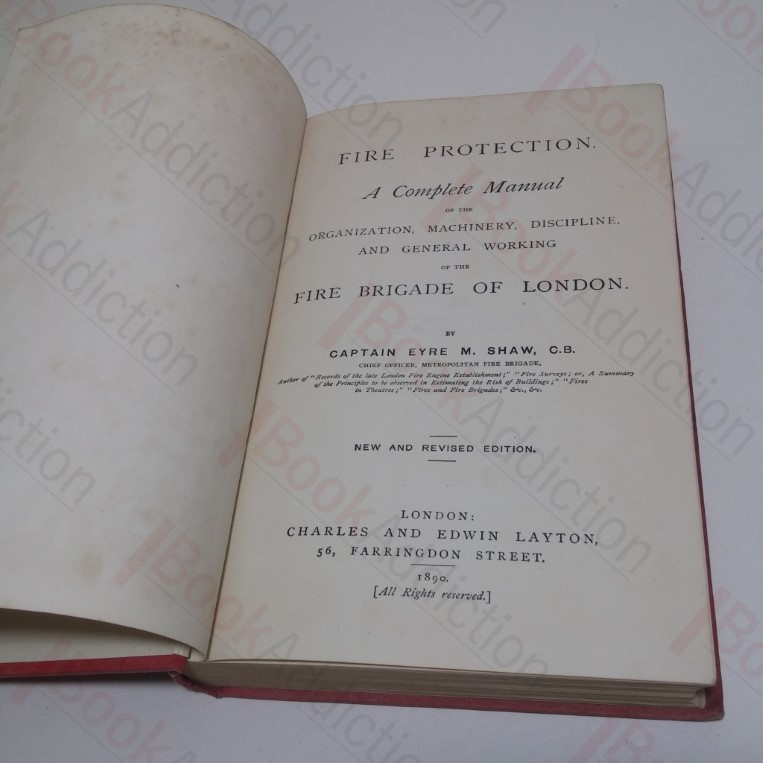 FIRE PROTECTION.
A Complete Manual
OF THE
ORGANIZATION, MACHINERY, DISCIPLINE,
AND GENERAL WORKING
OF THE
FIRE BRIGADE OF LONDON.
BY
CAPTAIN EYRE M. SHAW, C.B.
CHIEF OFFICER, METROPOLITAN FIRE BRIGADE,
Author of "Records of the late London Fire Engine Establishment;" "Fire Surveys; or, A Summary
of the Principles to be observed in Estimating the Risk of Buildings;" "Fires
in Theatres;" "Fires and Fire Brigades;" &c., &c.
NEW AND REVISED EDITION.
LONDON:
CHARLES AND EDWIN LAYTON,
56, FARRINGDON STREET.
1890.
[All Rights reserved.]
BookAddiction